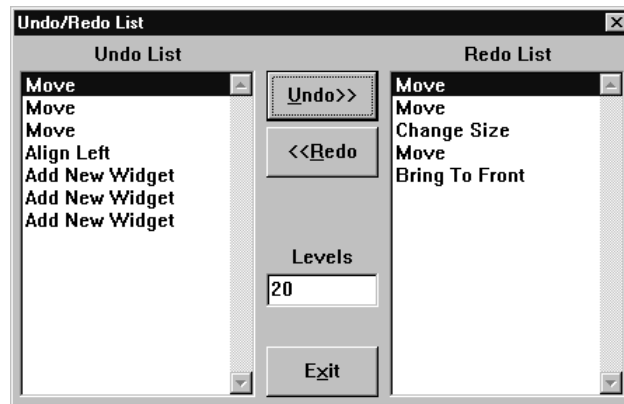 Undo/Redo List
Undo List
Move
Move
Move
Align Left
Add New Widget
Add New Widget
Add New Widget
Undo>>
<<Redo
Levels
20
Exit
Redo List
Move
Move
Change Size
Move
Bring To Front